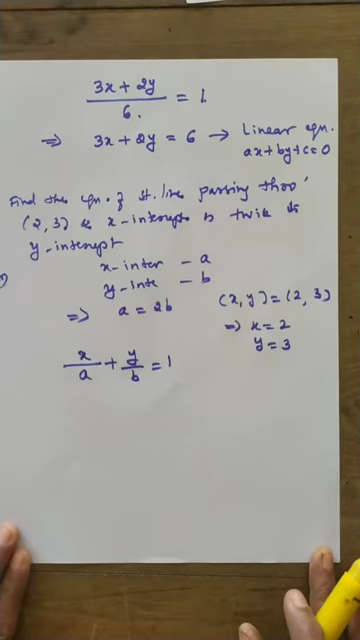 3x + 2y / 6. = 1
=> 3x + 2y = 6 → Linear eqn.
ax + by + c = 0
Find the eqn. of st. line passing thro'
(2, 3) & x-intercept is twice its
y-intercept
x-inter - a
y-inte - b
=> a = 2b
(x, y) = (2, 3)
=> x = 2
y = 3
x/a + y/b = 1